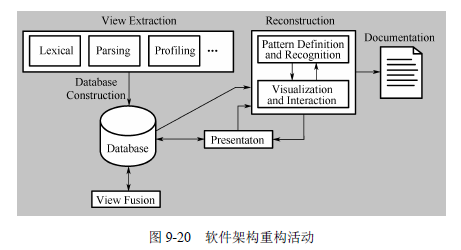 View Extraction
Reconstruction
Lexical
Parsing
Profiling
...
Pattern Definition
and Recognition
Documentation
Database
Construction
Visualization
and Interaction
Database
Presentaton
View Fusion
图 9-20 软件架构重构活动